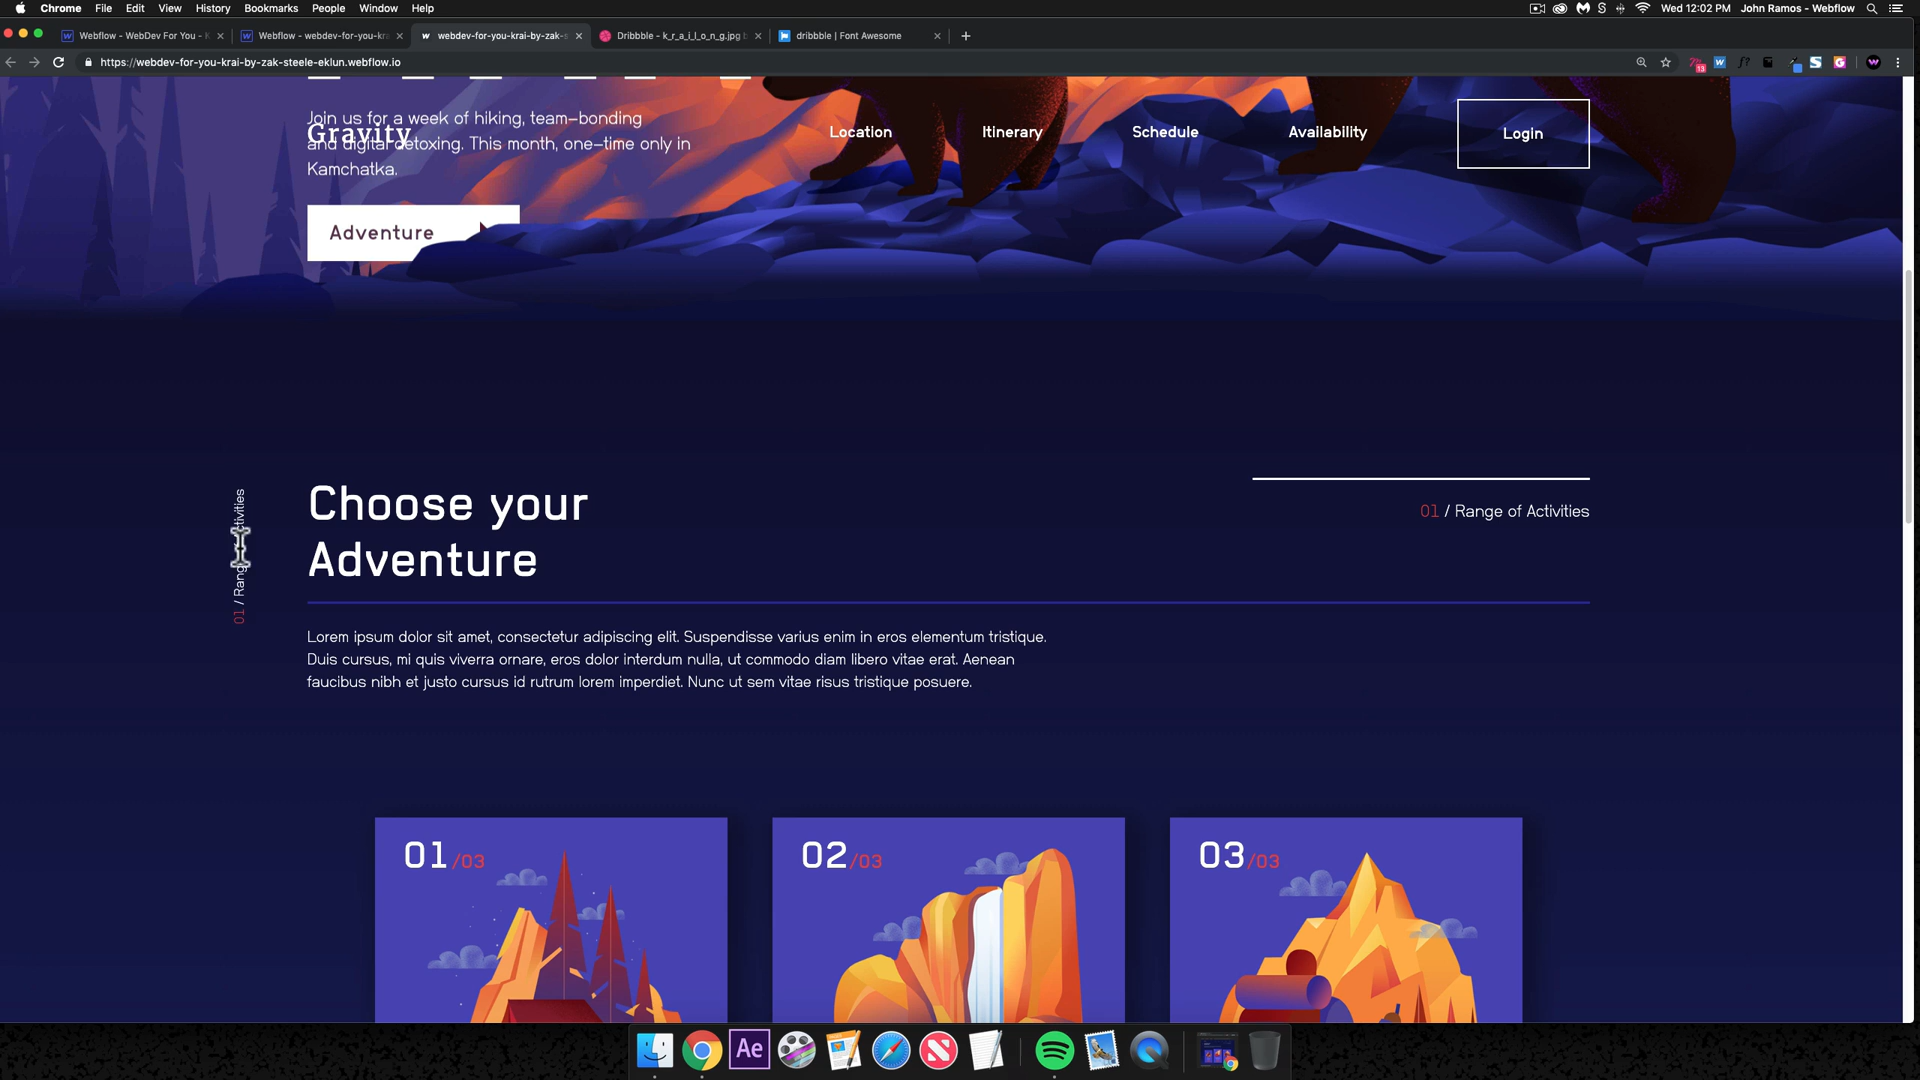 Chrome File Edit View History Bookmarks People Window Help
Wed 12:02 PM John Ramos - Webflow
Webflow - WebDev For You - K
Webflow - webdev-for-you-kra
webdev-for-you-krai-by-zak-s
Dribbble - k_r_a_i_l_o_n_g.jpg b
dribbble | Font Awesome
https://webdev-for-you-krai-by-zak-steele-eklun.webflow.io
Join us for a week of hiking, team-bonding
and digital detoxing. This month, one-time only in
Kamchatka.
Gravity
Location
Itinerary
Schedule
Availability
Login
Adventure
01 / Range Activities
Choose your
Adventure
01 / Range of Activities
Lorem ipsum dolor sit amet, consectetur adipiscing elit. Suspendisse varius enim in eros elementum tristique.
Duis cursus, mi quis viverra ornare, eros dolor interdum nulla, ut commodo diam libero vitae erat. Aenean
faucibus nibh et justo cursus id rutrum lorem imperdiet. Nunc ut sem vitae risus tristique posuere.
01/03
02/03
03/03
Ae